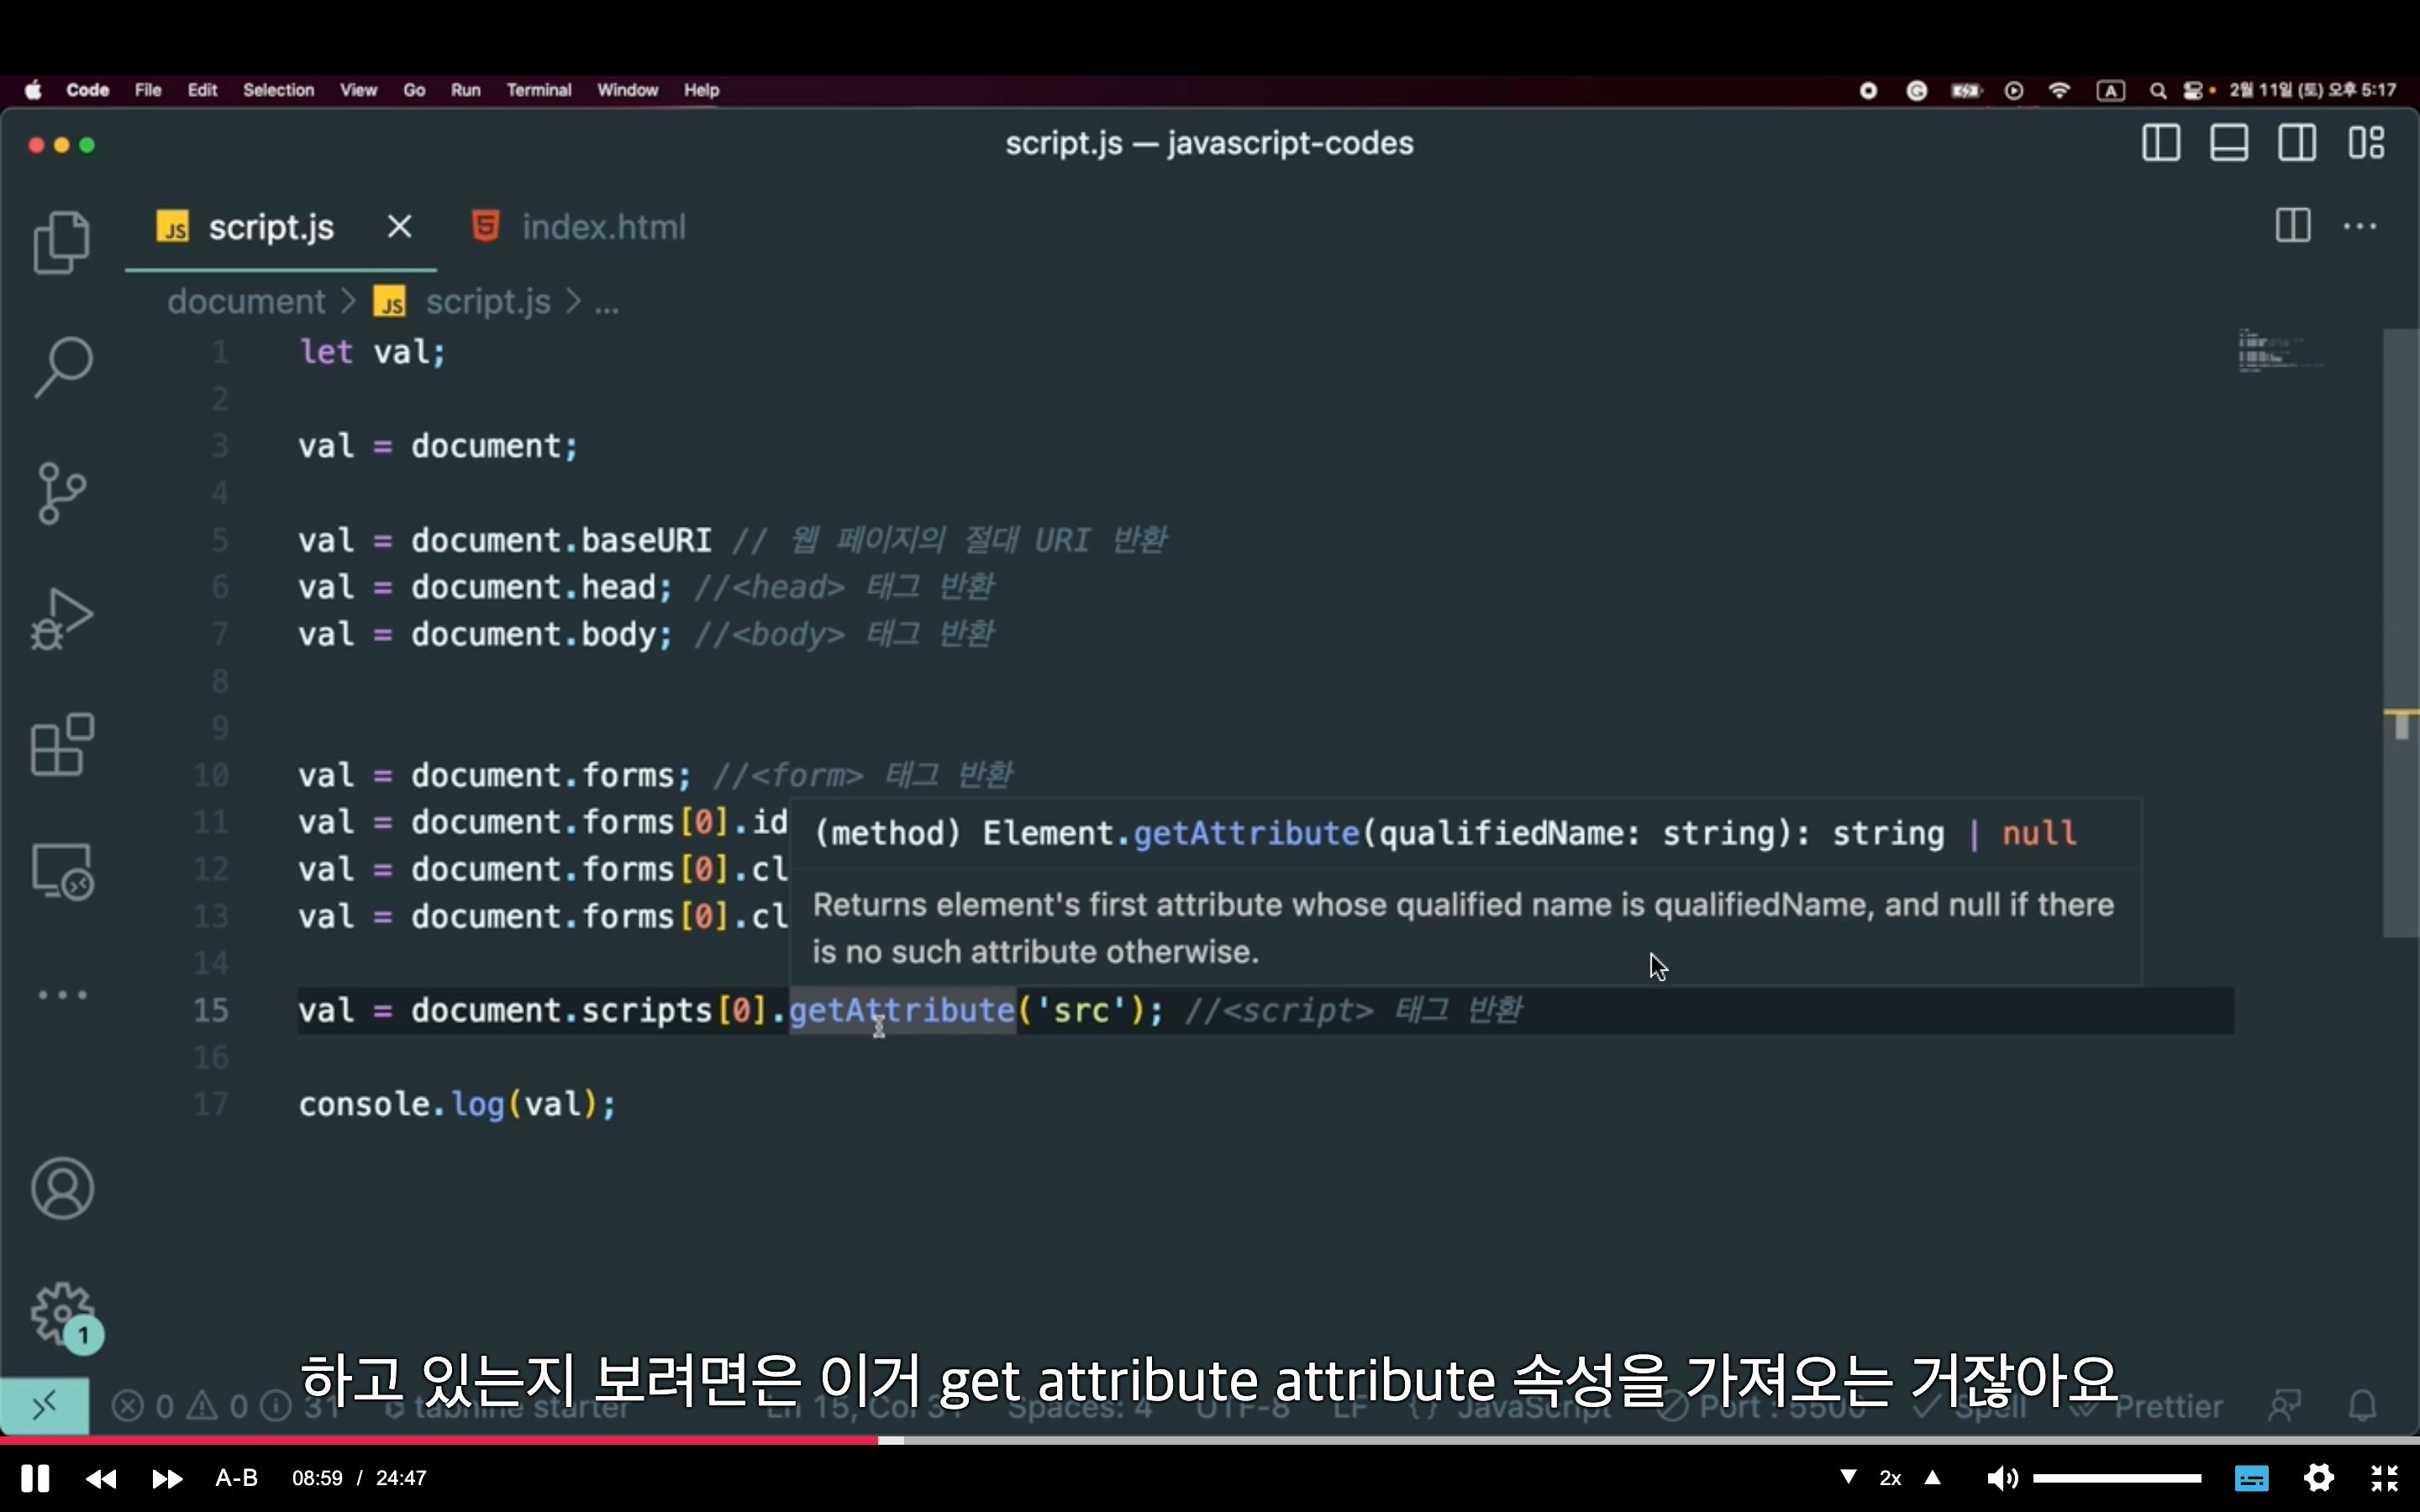 Code File Edit Selection View Go Run Terminal Window Help
A 2월 11일 (토) 오후 5:17
script.js — javascript-codes
JS script.js index.html
document > JS script.js > ...
1 let val;
2
3 val = document;
4
5 val = document.baseURI // 웹 페이지의 절대 URI 반환
6 val = document.head; //<head> 태그 반환
7 val = document.body; //<body> 태그 반환
8
9
10 val = document.forms; //<form> 태그 반환
11 val = document.forms[0].id
12 val = document.forms[0].cl
13 val = document.forms[0].cl
(method) Element.getAttribute(qualifiedName: string): string | null
Returns element's first attribute whose qualified name is qualifiedName, and null if there
is no such attribute otherwise.
14
15 val = document.scripts[0].getAttribute('src'); //<script> 태그 반환
16
17 console.log(val);
1
하고 있는지 보려면은 이거 get attribute attribute 속성을 가져오는 거잖아요
0 0 31 tabnine starter Ln 15, Col 31 Spaces: 4 UTF-8 LF {} JavaScript Port : 5500 Spell Prettier
A-B 08:59 / 24:47 2x